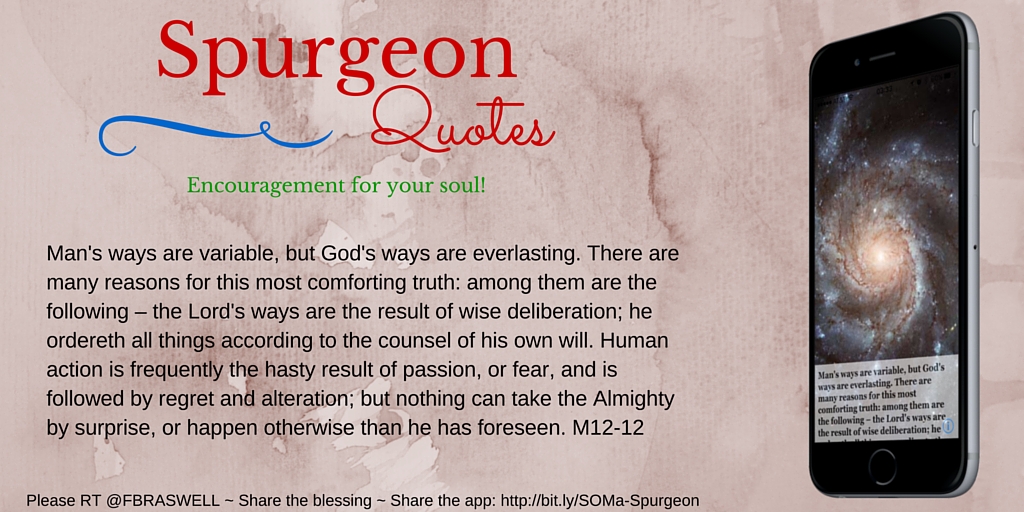 Spurgeon
Quotes
Encouragement for your soul!
Man's ways are variable, but God's ways are everlasting. There are
many reasons for this most comforting truth: among them are the
following – the Lord's ways are the result of wise deliberation; he
ordereth all things according to the counsel of his own will. Human
action is frequently the hasty result of passion, or fear, and is
followed by regret and alteration; but nothing can take the Almighty
by surprise, or happen otherwise than he has foreseen. M12-12
Please RT @FBRASWELL ~ Share the blessing ~ Share the app: http://bit.ly/SOMa-Spurgeon
Man's ways are variable, but God's
ways are everlasting. There are
many reasons for this most
comforting truth: among them are
the following – the Lord's ways are
the result of wise deliberation; he